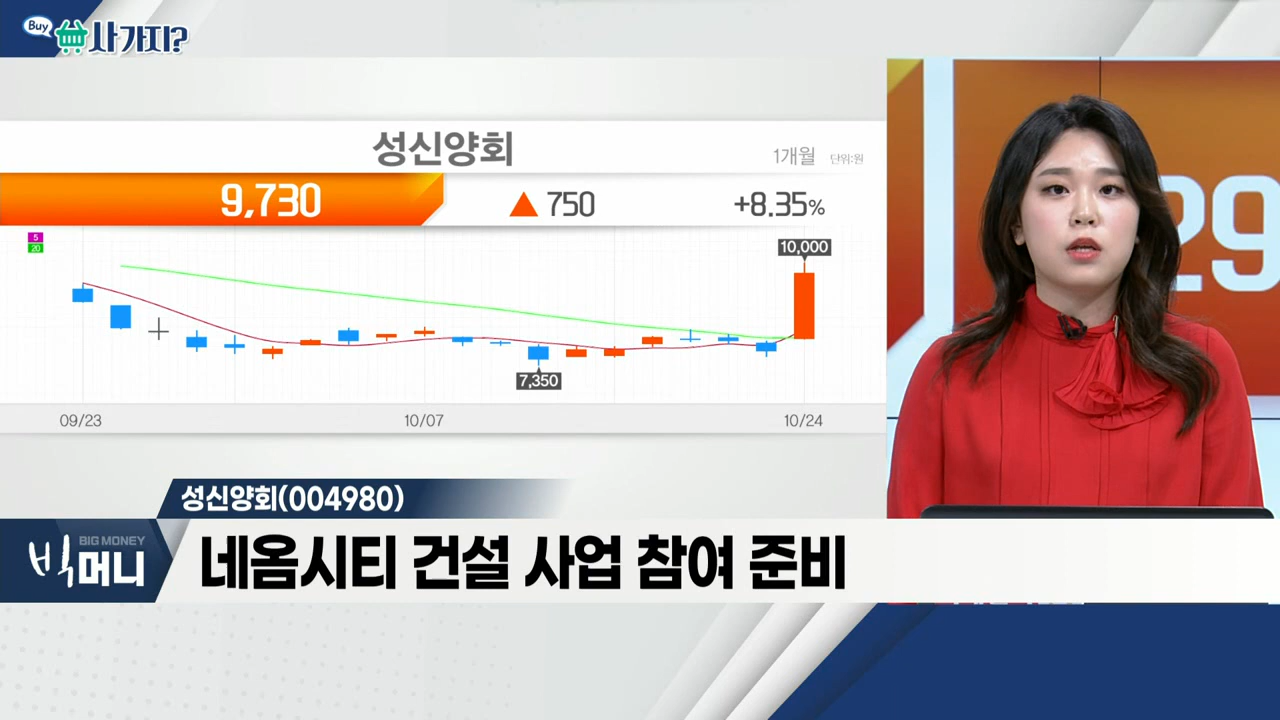 Buy
사 가지?
성신양회
1개월 단위:원
9,730 ▲ 750 +8.35%
5
20
10,000
7,350
09/23 10/07 10/24
29
성신양회(004980)
BIG MONEY
빅머니
네옴시티 건설 사업 참여 준비